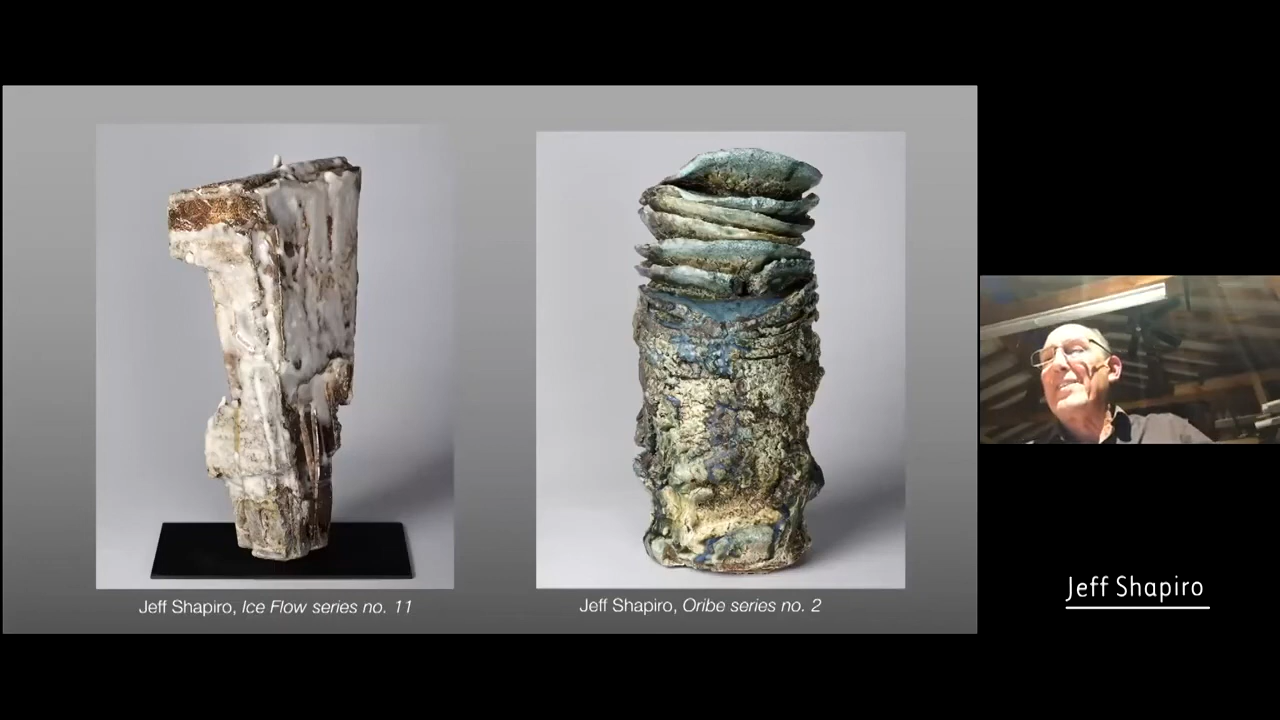 Jeff Shapiro, Ice Flow series no. 11
Jeff Shapiro, Oribe series no. 2
Jeff Shapiro